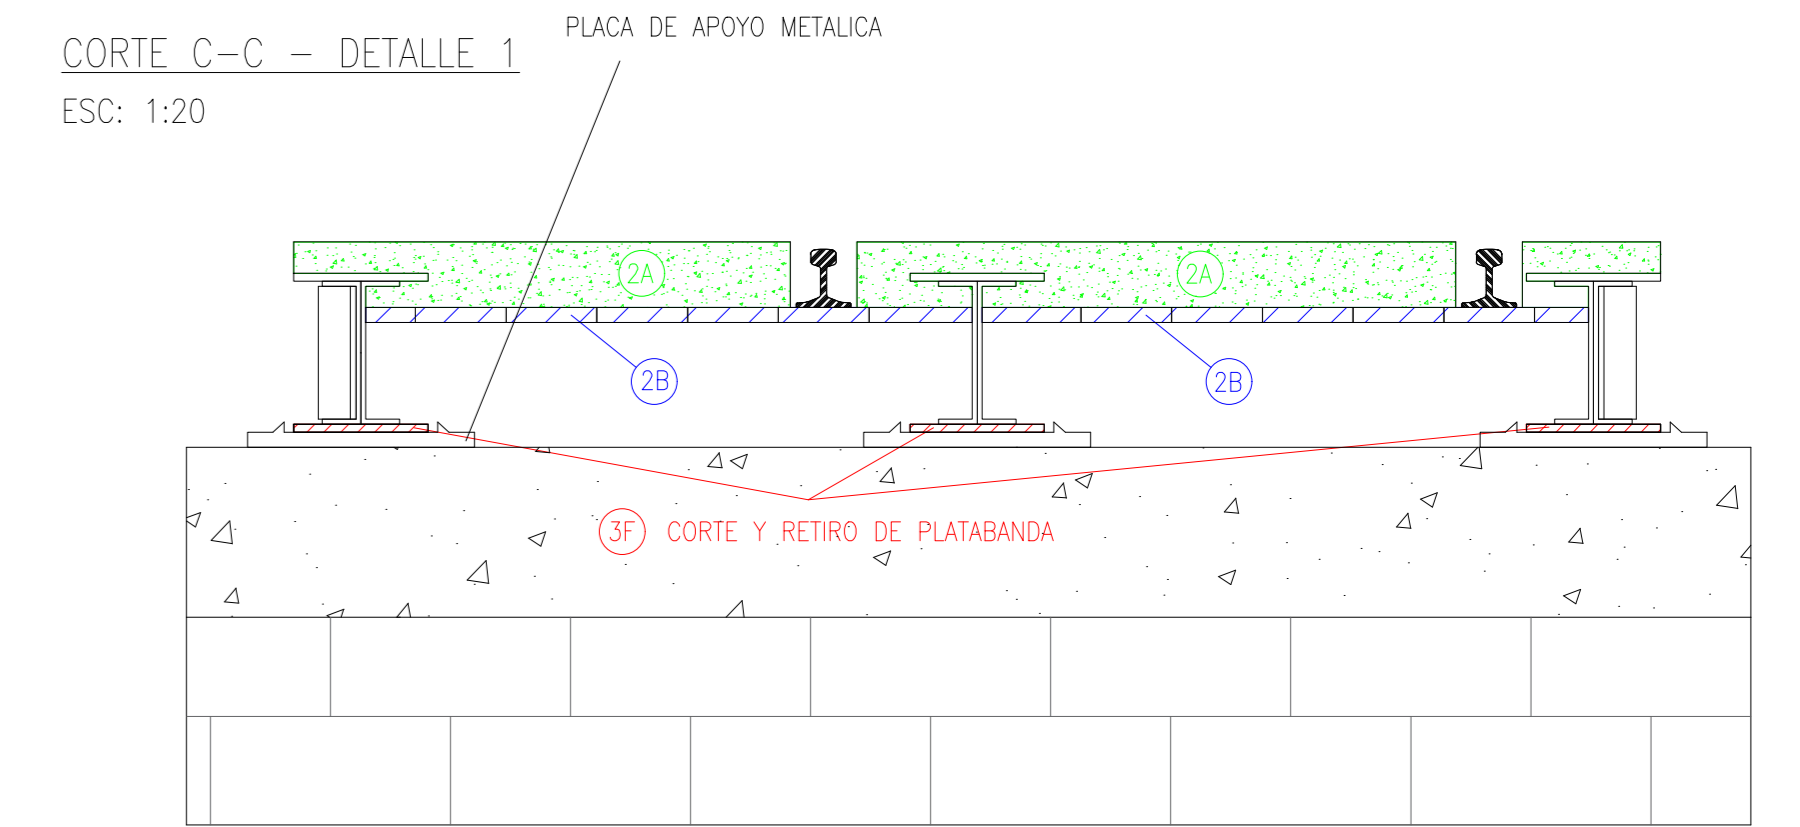 PLACA DE APOYO METALICA
CORTE C-C - DETALLE 1
ESC: 1:20
2A
2A
2B
2B
3F CORTE Y RETIRO DE PLATABANDA